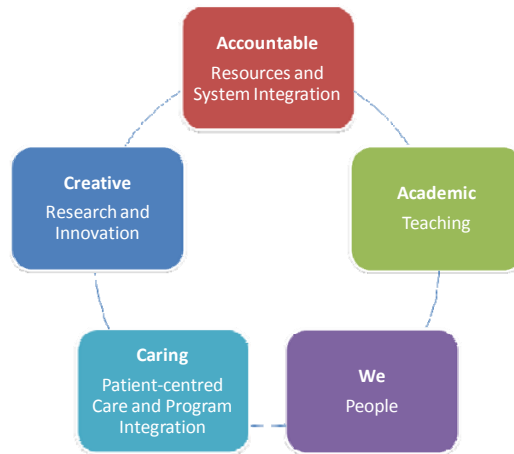 Accountable
Resources and
System Integration
Creative
Research and
Innovation
Academic
Teaching
Caring
Patient-centred
Care and Program
Integration
We
People